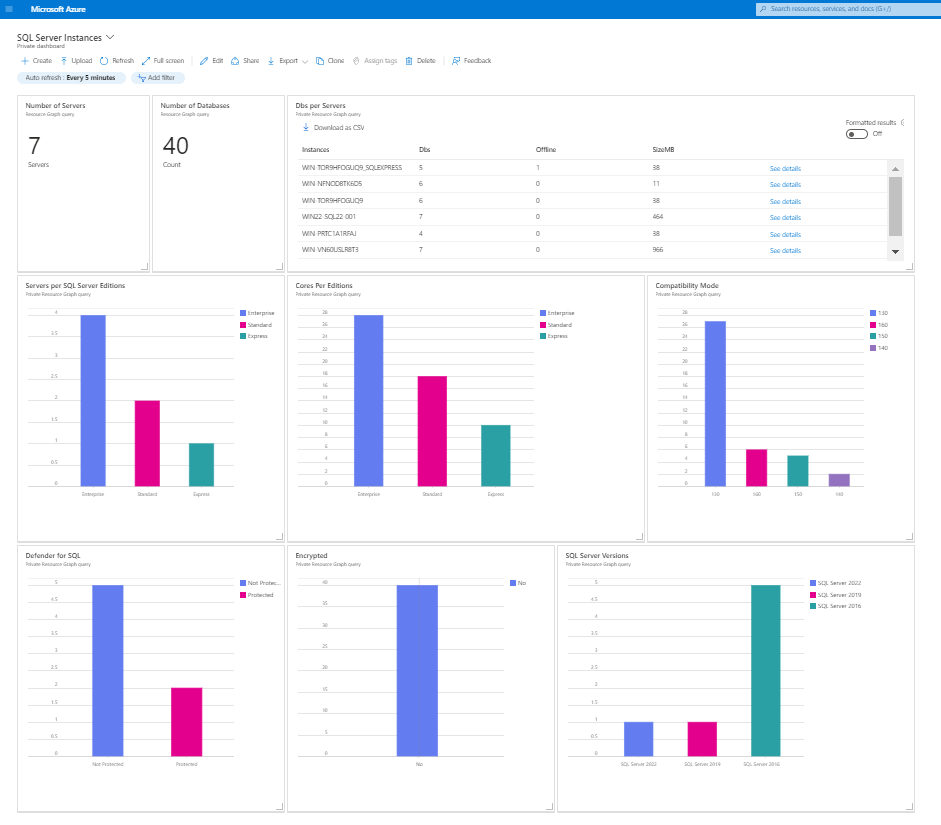 Microsoft Azure
Search resources, services, and docs (G+/)
SQL Server Instances
Private dashboard
Create Upload Refresh Full screen Edit Share Export Clone Assign tags Delete Feedback
Auto refresh : Every 5 minutes Add filter
Number of Servers
Resource Graph query
7
Servers
Number of Databases
Resource Graph query
40
Count
Dbs per Servers
Private Resource Graph query
Download as CSV
Formatted results
Off
Instances Dbs Offline SizeMB
WIN-TOR9HFOGUQ9_SQLEXPRESS 5 1 38 See details
6 0 11 See details
WIN-TOR9HFOGUQ9 6 0 38 See details
WIN22-SQL22-001 7 0 464 See details
WIN-PRTC1A1RFAJ 4 0 38 See details
WIN-VN60USLR8T3 7 0 966 See details
Servers per SQL Server Editions
Private Resource Graph query
4
3.5
3
2.5
2
1.5
1
0.5
0
Enterprise Standard Express
Enterprise
Standard
Express
Cores Per Editions
Private Resource Graph query
28
26
24
22
20
18
16
14
12
10
8
6
4
2
0
Enterprise Standard Express
Enterprise
Standard
Express
Compatibility Mode
Private Resource Graph query
28
26
24
22
20
18
16
14
12
10
8
6
4
2
0
130 160 150 140
130
160
150
140
Defender for SQL
Private Resource Graph query
5
4.5
4
3.5
3
2.5
2
1.5
1
0.5
0
Not Protected Protected
Not Protec...
Protected
Encrypted
Private Resource Graph query
40
35
30
25
20
15
10
5
0
No
No
SQL Server Versions
Private Resource Graph query
5
4.5
4
3.5
3
2.5
2
1.5
1
0.5
0
SQL Server 2022 SQL Server 2019 SQL Server 2016
SQL Server 2022
SQL Server 2019
SQL Server 2016